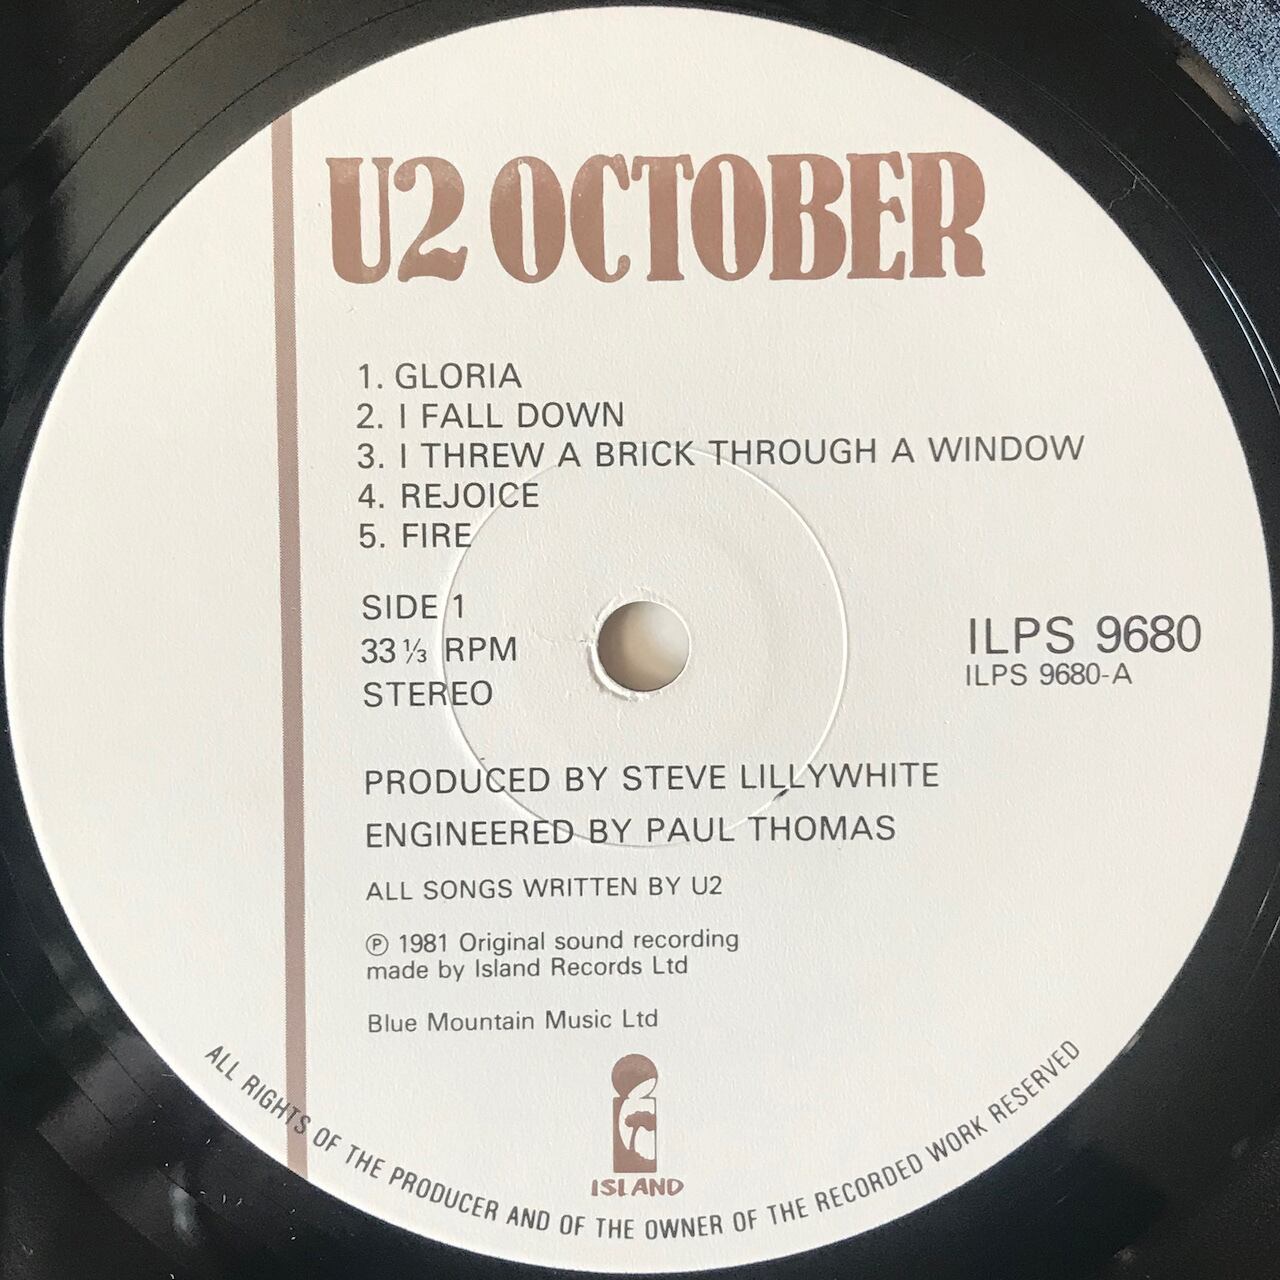 U2 OCTOBER
1. GLORIA
2. I FALL DOWN
3. I THREW A BRICK THROUGH A WINDOW
4. REJOICE
5. FIRE
SIDE 1
33⅓ RPM
STEREO
ILPS 9680
ILPS 9680-A
PRODUCED BY STEVE LILLYWHITE
ENGINEERED BY PAUL THOMAS
ALL SONGS WRITTEN BY U2
℗ 1981 Original sound recording
made by Island Records Ltd
Blue Mountain Music Ltd
ISLAND
ALL RIGHTS OF THE PRODUCER AND OF THE OWNER OF THE RECORDED WORK RESERVED